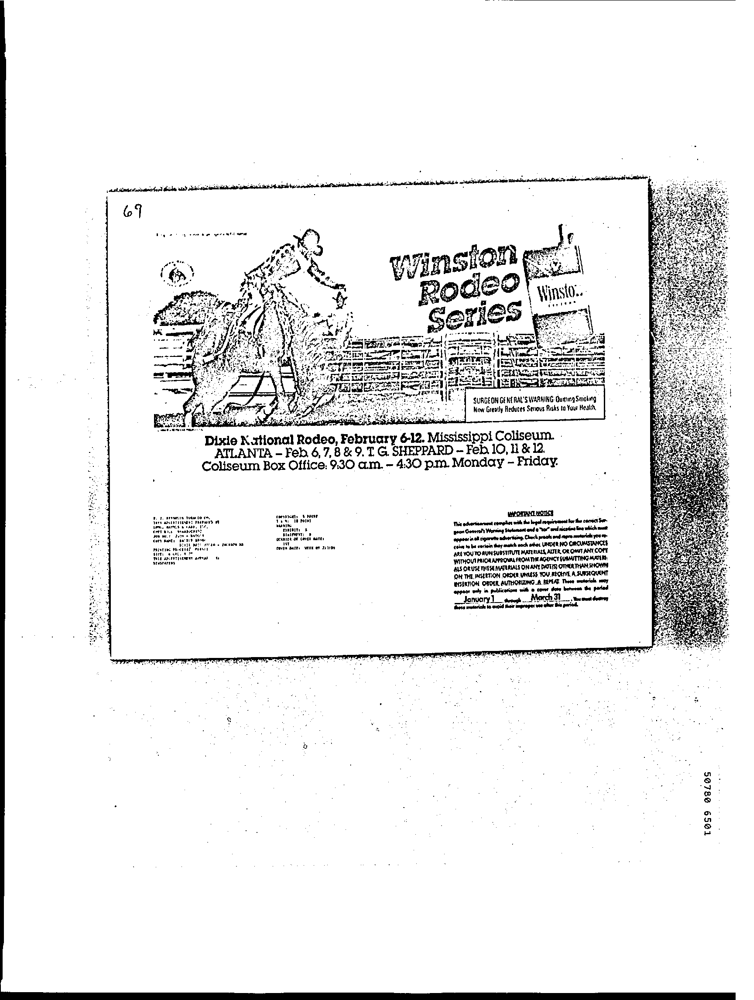 69
Winston
Rodeo
Series
Winsto
SURGEON GENERAL'S WARNING: Quitting Smoking
Now Greatly Reduces Serious Risks to Your Health.
Dixie National Rodeo, February 6-12. Mississippi Coliseum.
ATLANTA – Feb. 6, 7, 8 & 9. T. G. SHEPPARD – Feb. 10, 11 & 12.
Coliseum Box Office: 9:30 a.m. – 4:30 p.m. Monday – Friday.
IMPORTANT NOTICE
This advertisement complies with the legal requirement for the correct Sur-
geon General's Warning Statement and a "tar" and nicotine line which must
appear in all cigarette advertising. Check proofs and repro materials you re-
ceive to be certain they match each other. UNDER NO CIRCUMSTANCES
ARE YOU TO RUN SUBSTITUTE MATERIALS, ALTER, OR OMIT ANY COPY
WITHOUT PRIOR APPROVAL FROM THE AGENCY SUBMITTING MATERI-
ALS OR USE THESE MATERIALS ON ANY DATE(S) OTHER THAN SHOWN
ON THE INSERTION ORDER UNLESS YOU RECEIVE A SUBSEQUENT
INSERTION ORDER AUTHORIZING A REPEAT. These materials may
appear only in publications with a cover date between the period
January 1 through March 31. You must destroy
these materials to avoid their improper use after this period.
50780 6501